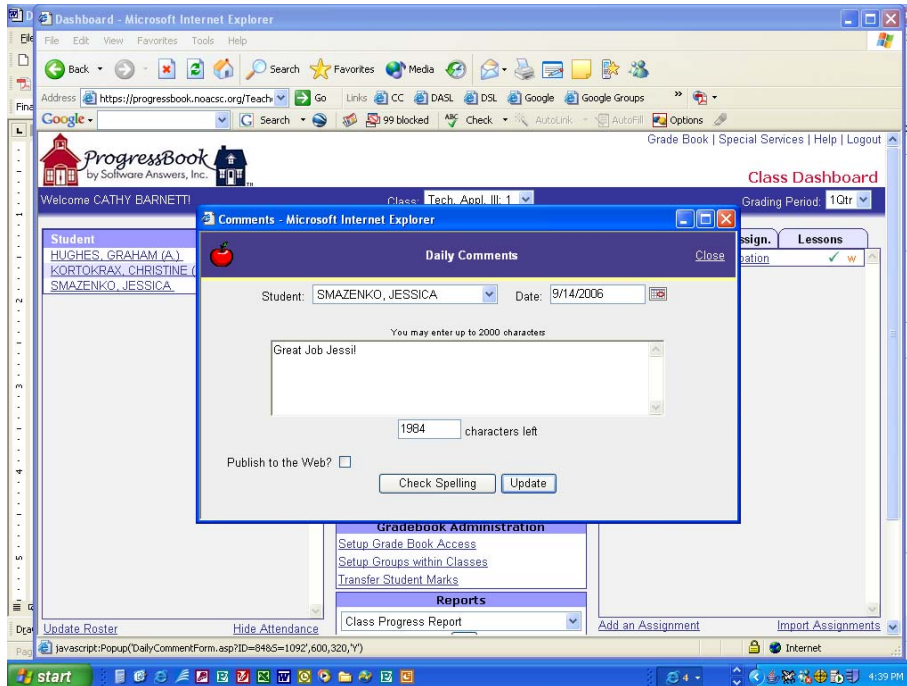 Dashboard - Microsoft Internet Explorer
File Edit View Favorites Tools Help
Back Search Favorites Media
Address https://progressbook.noacsc.org/Teach Go Links CC DASL DSL Google Google Groups »
Google Search 99 blocked Check AutoLink AutoFill Options
Grade Book | Special Services | Help | Logout
ProgressBook
by Software Answers, Inc.
Class Dashboard
Welcome CATHY BARNETT! Class: Tech. Appl. III: 1 Grading Period: 1Qtr
Comments - Microsoft Internet Explorer
Student
HUGHES, GRAHAM (A.)
KORTOKRAX, CHRISTINE (
SMAZENKO, JESSICA
ssign. Lessons
pation w
Daily Comments Close
Student: SMAZENKO, JESSICA Date: 9/14/2006
You may enter up to 2000 characters
Great Job Jessi!
1984 characters left
Publish to the Web?
Check Spelling Update
Gradebook Administration
Setup Grade Book Access
Setup Groups within Classes
Transfer Student Marks
Reports
Class Progress Report
Update Roster Hide Attendance Add an Assignment Import Assignments
javascript:Popup('DailyCommentForm.asp?ID=84&5=1092',600,320,'Y') Internet
start 4 4:39 PM